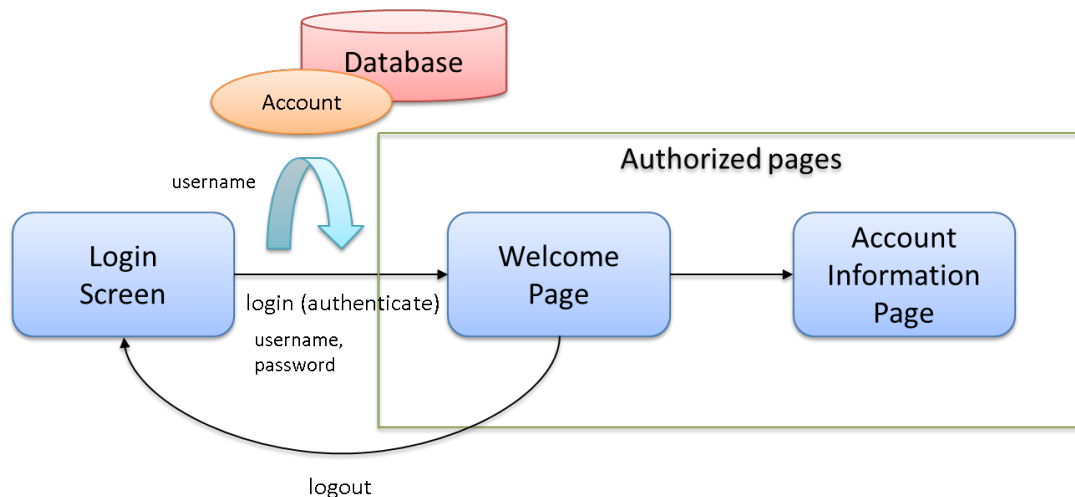 Database
Account
Authorized pages
username
Login
Screen
login (authenticate)
username,
password
Welcome
Page
Account
Information
Page
logout